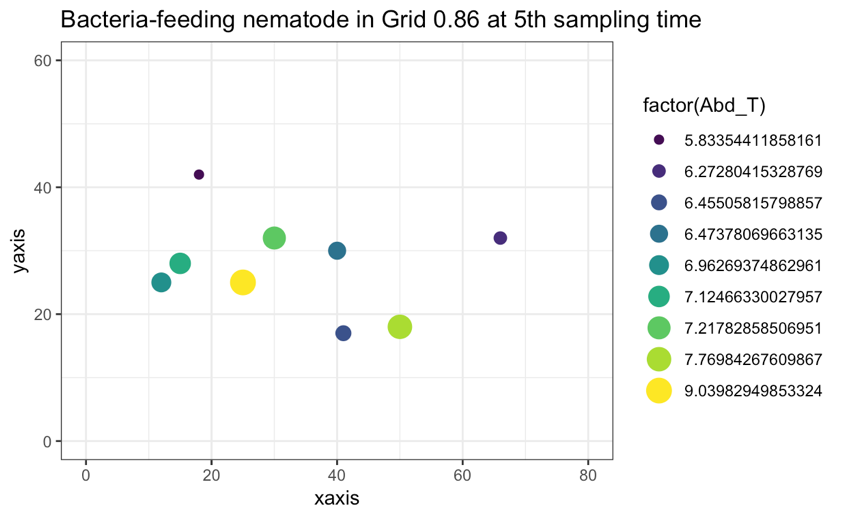 Bacteria-feeding nematode in Grid 0.86 at 5th sampling time
60
40
20
0
yaxis
0 20 40 60 80
xaxis
factor(Abd_T)
5.83354411858161
6.27280415328769
6.45505815798857
6.47378069663135
6.96269374862961
7.12466330027957
7.21782858506951
7.76984267609867
9.03982949853324